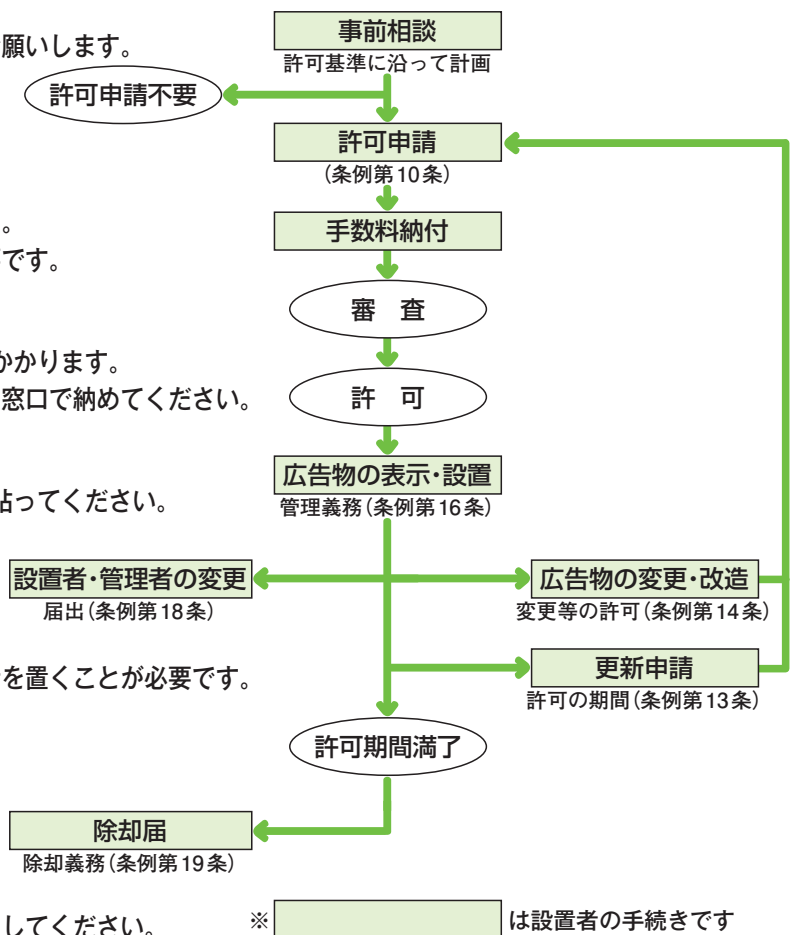 事前相談
願いします。
許可基準に沿って計画
許可申請不要
許可申請
(条例第10条)
。
手数料納付
です。
審　査
かかります。
窓口で納めてください。
許　可
広告物の表示・設置
貼ってください。
管理義務(条例第16条)
設置者・管理者の変更
広告物の変更・改造
届出(条例第18条)
変更等の許可(条例第14条)
更新申請
を置くことが必要です。
許可の期間(条例第13条)
許可期間満了
除却届
除却義務(条例第19条)
してください。
※　は設置者の手続きです